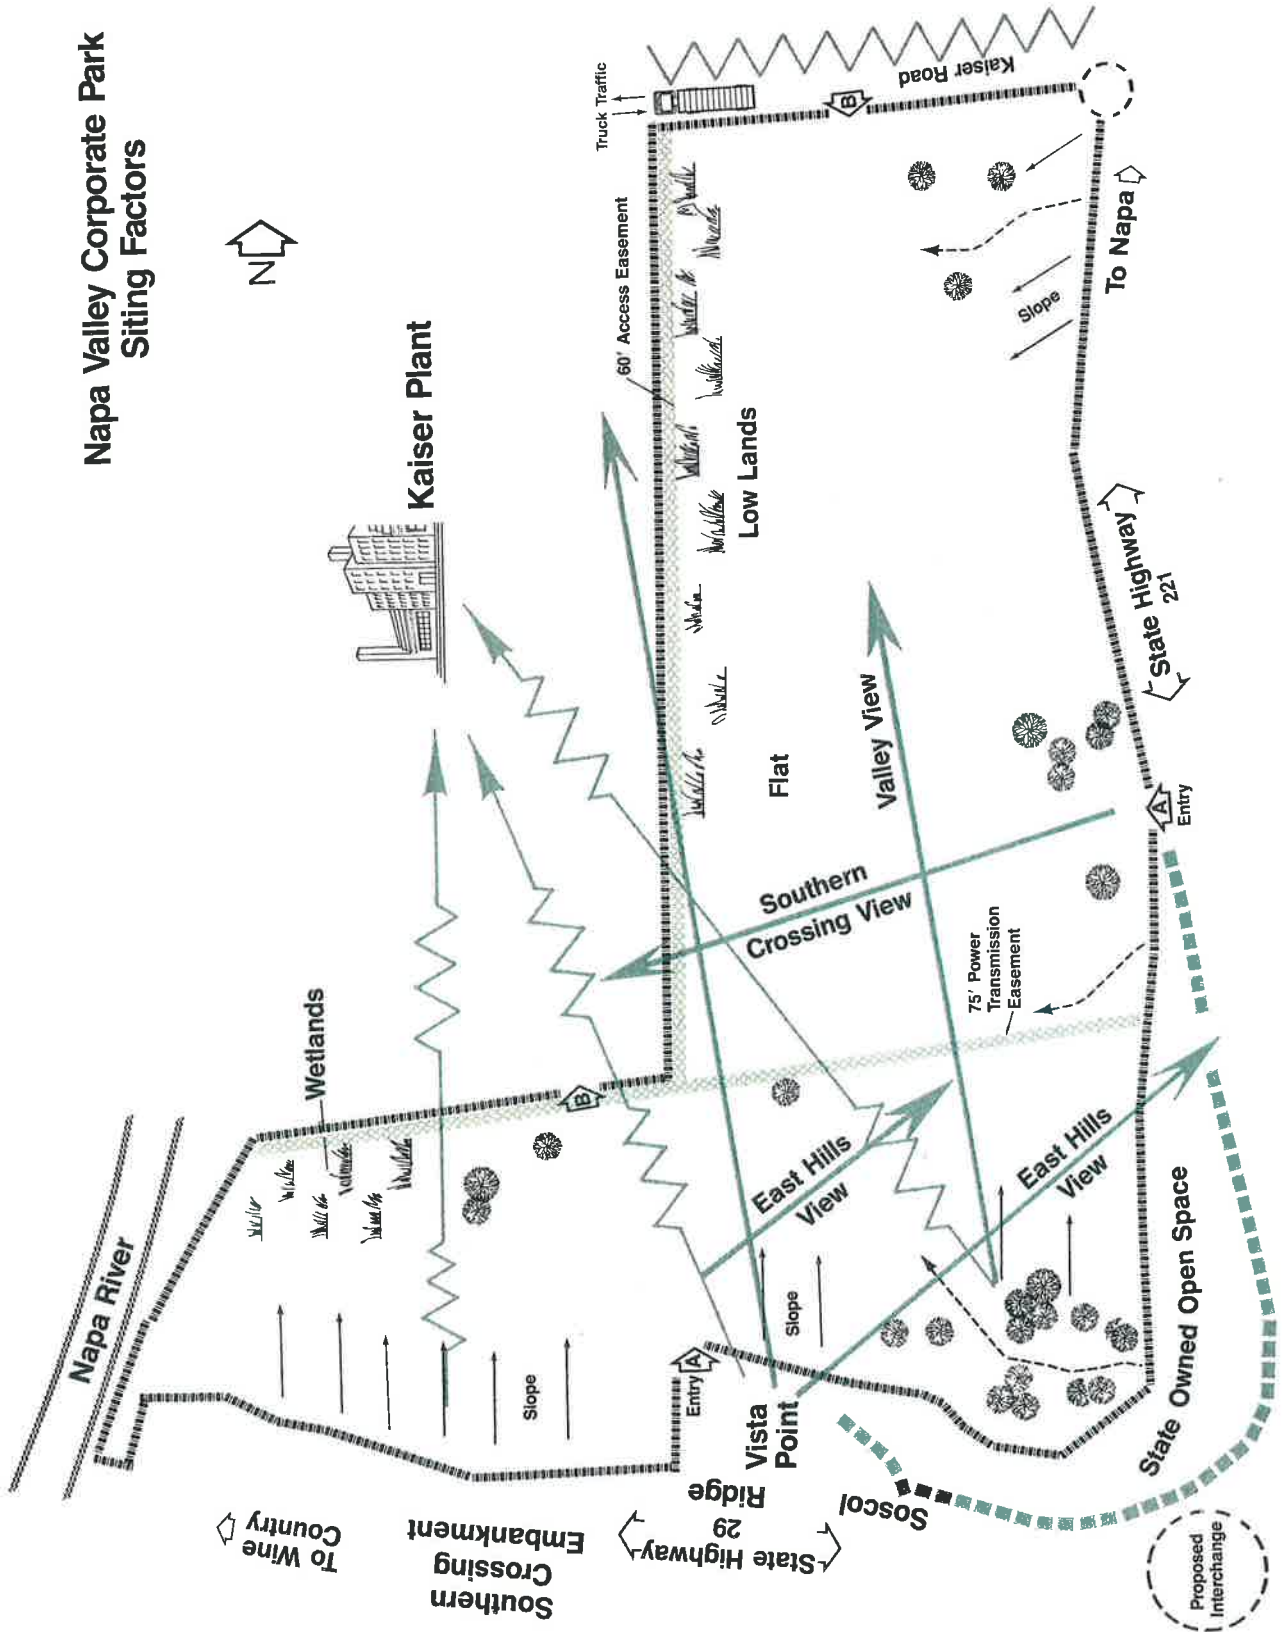 Napa Valley Corporate Park
Siting Factors
N
Kaiser Plant
Truck Traffic
Kaiser Road
B
60' Access Easement
Low Lands
Flat
Slope
To Napa
State Highway
221
Valley View
Southern
Crossing View
75' Power
Transmission
Easement
A
Entry
Napa River
Wetlands
B
Slope
East Hills
View
East Hills
View
Slope
A
Entry
Vista
Point
State Owned Open Space
To Wine
Country
Southern
Crossing
Embankment
State Highway
29
Soscol
Ridge
Proposed
Interchange